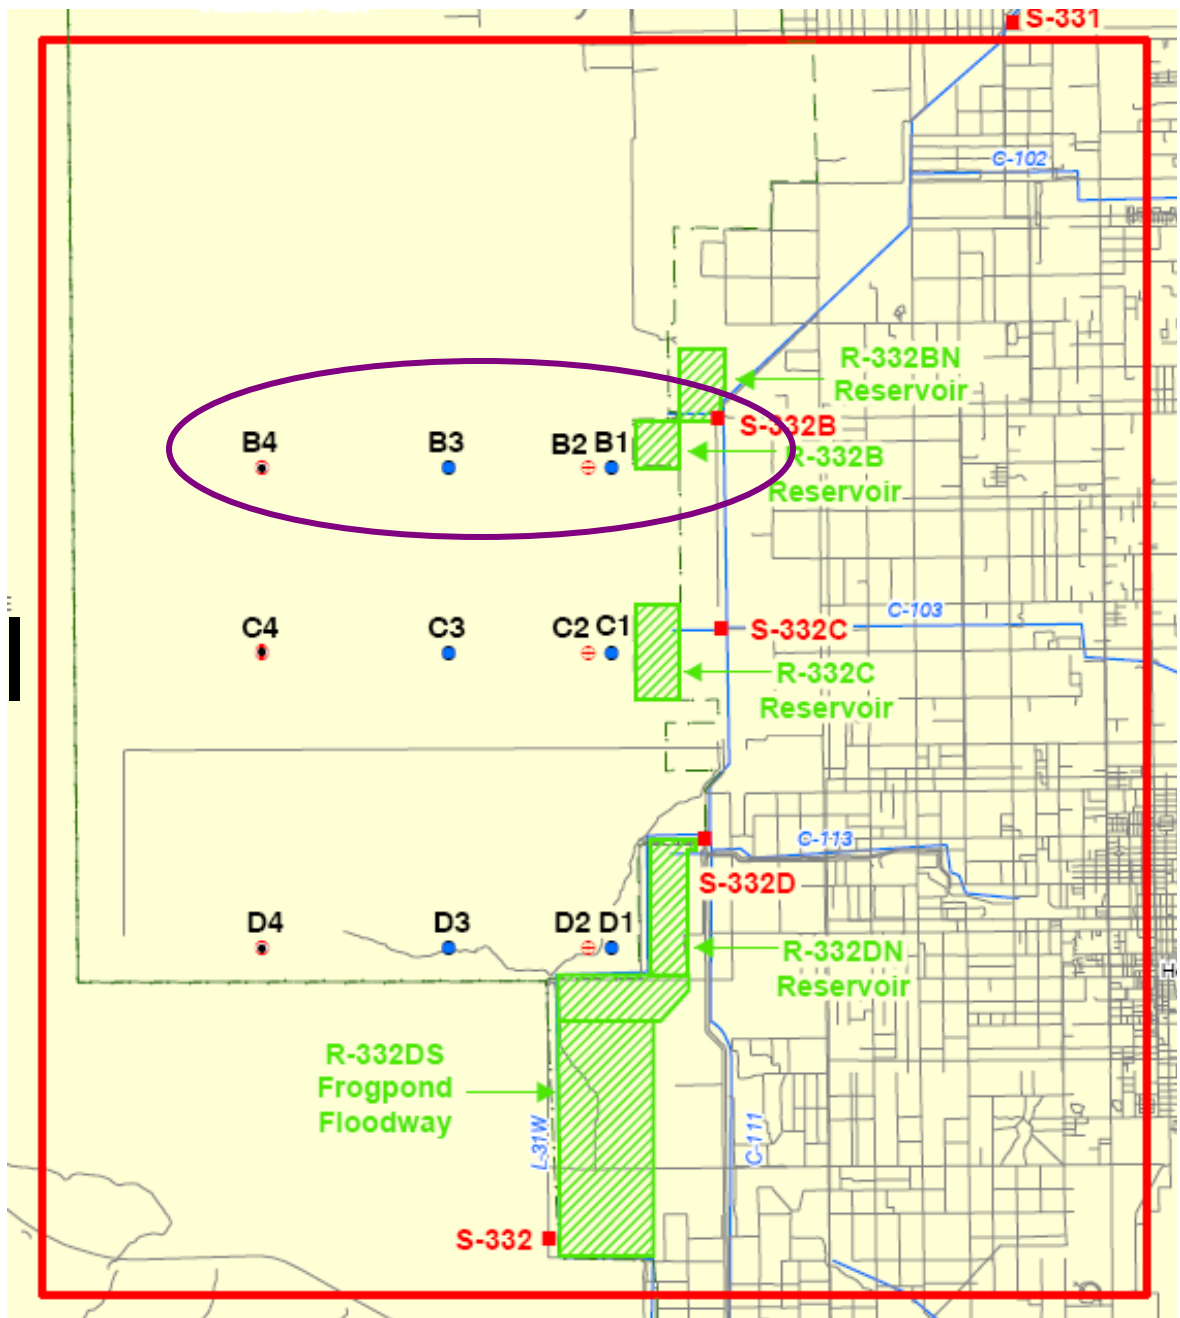 S-331
C-102
R-332BN
Reservoir
S-332B
B4
B3
B2
B1
R-332B
Reservoir
C-103
C4
C3
C2
C1
S-332C
R-332C
Reservoir
C-113
S-332D
D4
D3
D2
D1
R-332DN
Reservoir
R-332DS
Frogpond
Floodway
L-31W
C-111
S-332